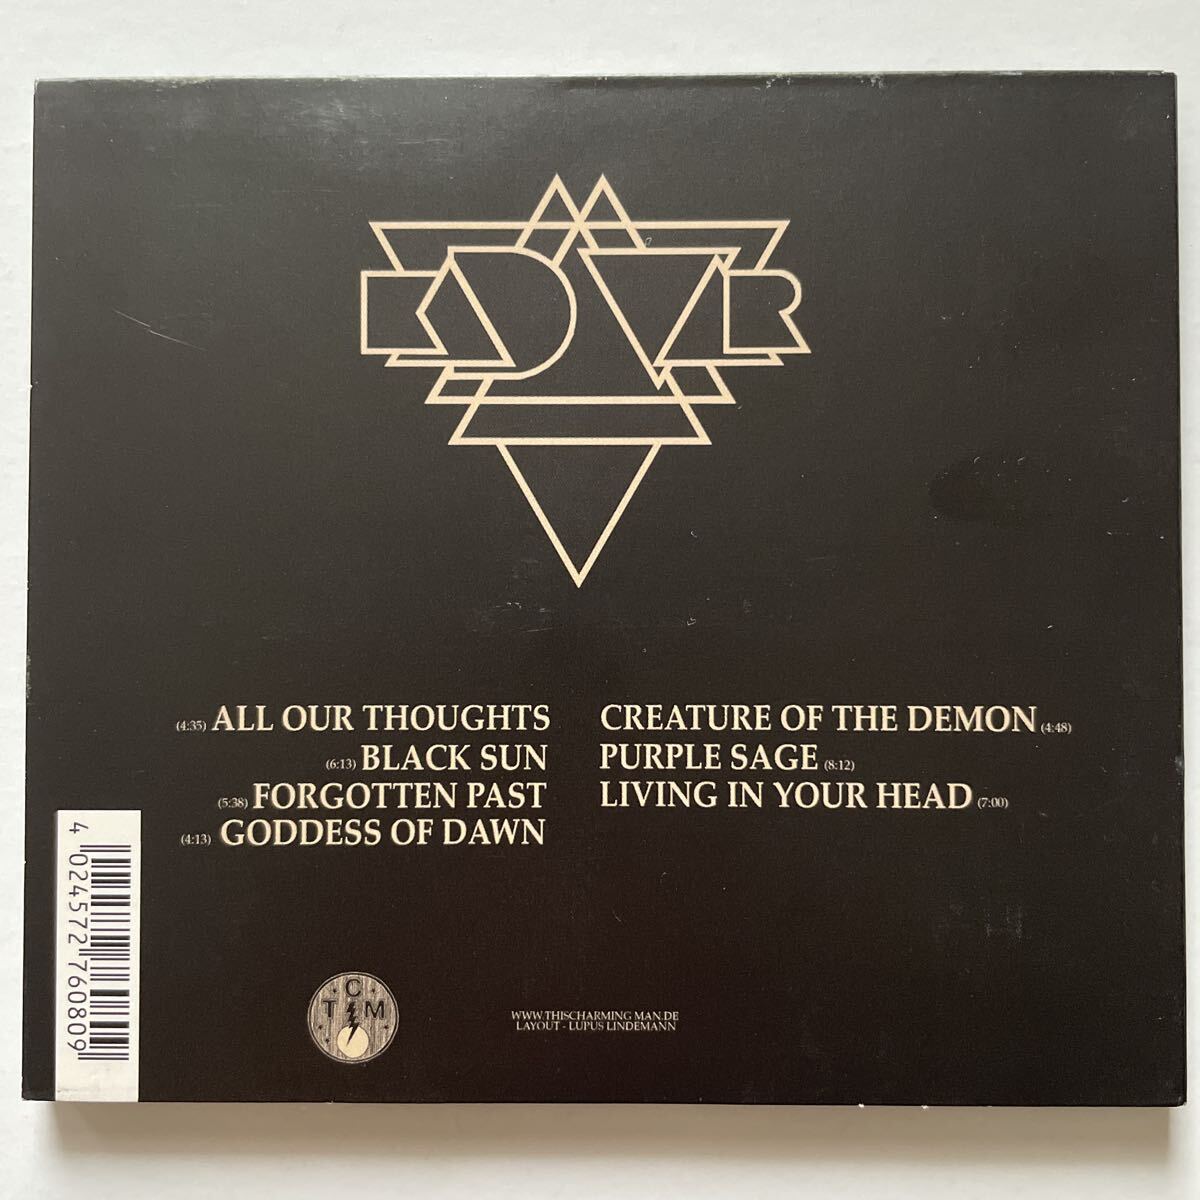 KADAVAR
(4:35) ALL OUR THOUGHTS
(6:13) BLACK SUN
(5:38) FORGOTTEN PAST
(4:13) GODDESS OF DAWN
CREATURE OF THE DEMON (4:48)
PURPLE SAGE (8:12)
LIVING IN YOUR HEAD (7:00)
4 024572 760809
T C M
WWW.THISCHARMING MAN.DE
LAYOUT - LUPUS LINDEMANN